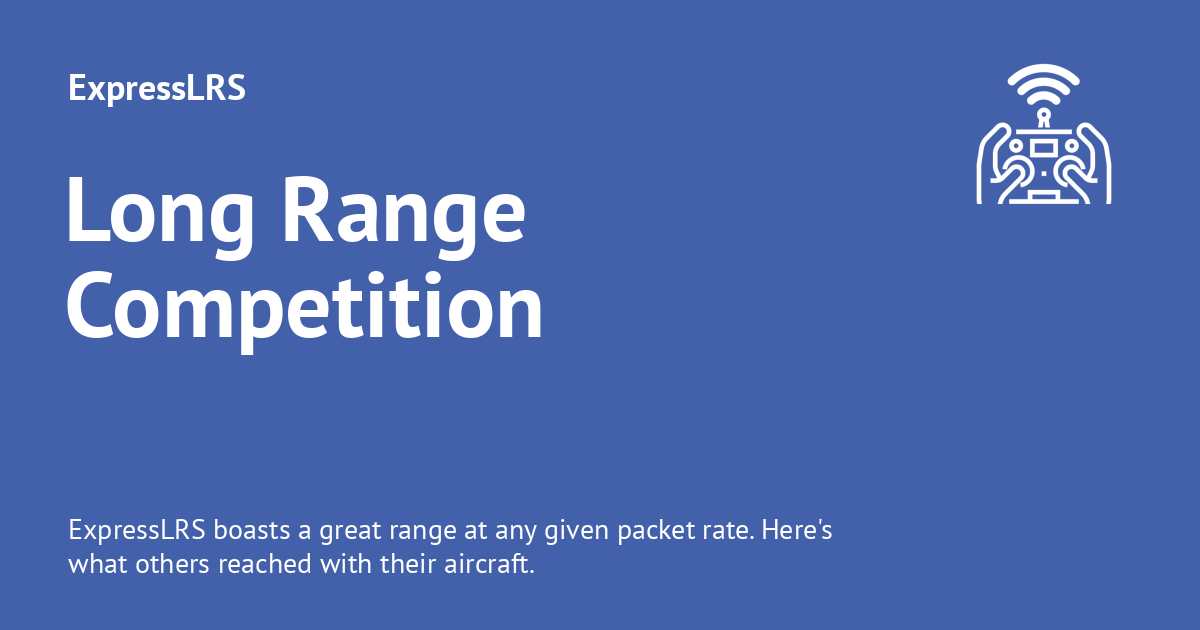 ExpressLRS
Long Range
Competition
ExpressLRS boasts a great range at any given packet rate. Here's
what others reached with their aircraft.